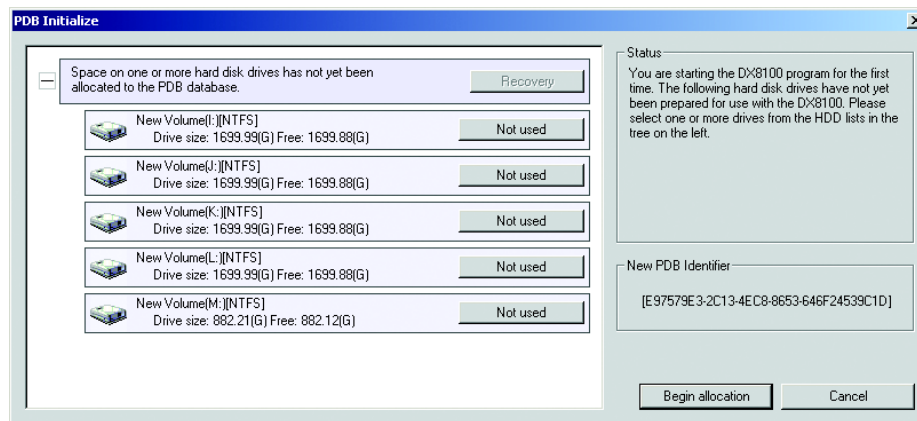 PDB Initialize
Space on one or more hard disk drives has not yet been
allocated to the PDB database.
Recovery
New Volume(I:)[NTFS]
Drive size: 1699.99(G) Free: 1699.88(G)
Not used
New Volume(J:)[NTFS]
Drive size: 1699.99(G) Free: 1699.88(G)
Not used
New Volume(K:)[NTFS]
Drive size: 1699.99(G) Free: 1699.88(G)
Not used
New Volume(L:)[NTFS]
Drive size: 1699.99(G) Free: 1699.88(G)
Not used
New Volume(M:)[NTFS]
Drive size: 882.21(G) Free: 882.12(G)
Not used
Status
You are starting the DX8100 program for the first
time. The following hard disk drives have not yet
been prepared for use with the DX8100. Please
select one or more drives from the HDD lists in the
tree on the left.
New PDB Identifier
[E97579E3-2C13-4EC8-8653-646F24539C1D]
Begin allocation
Cancel